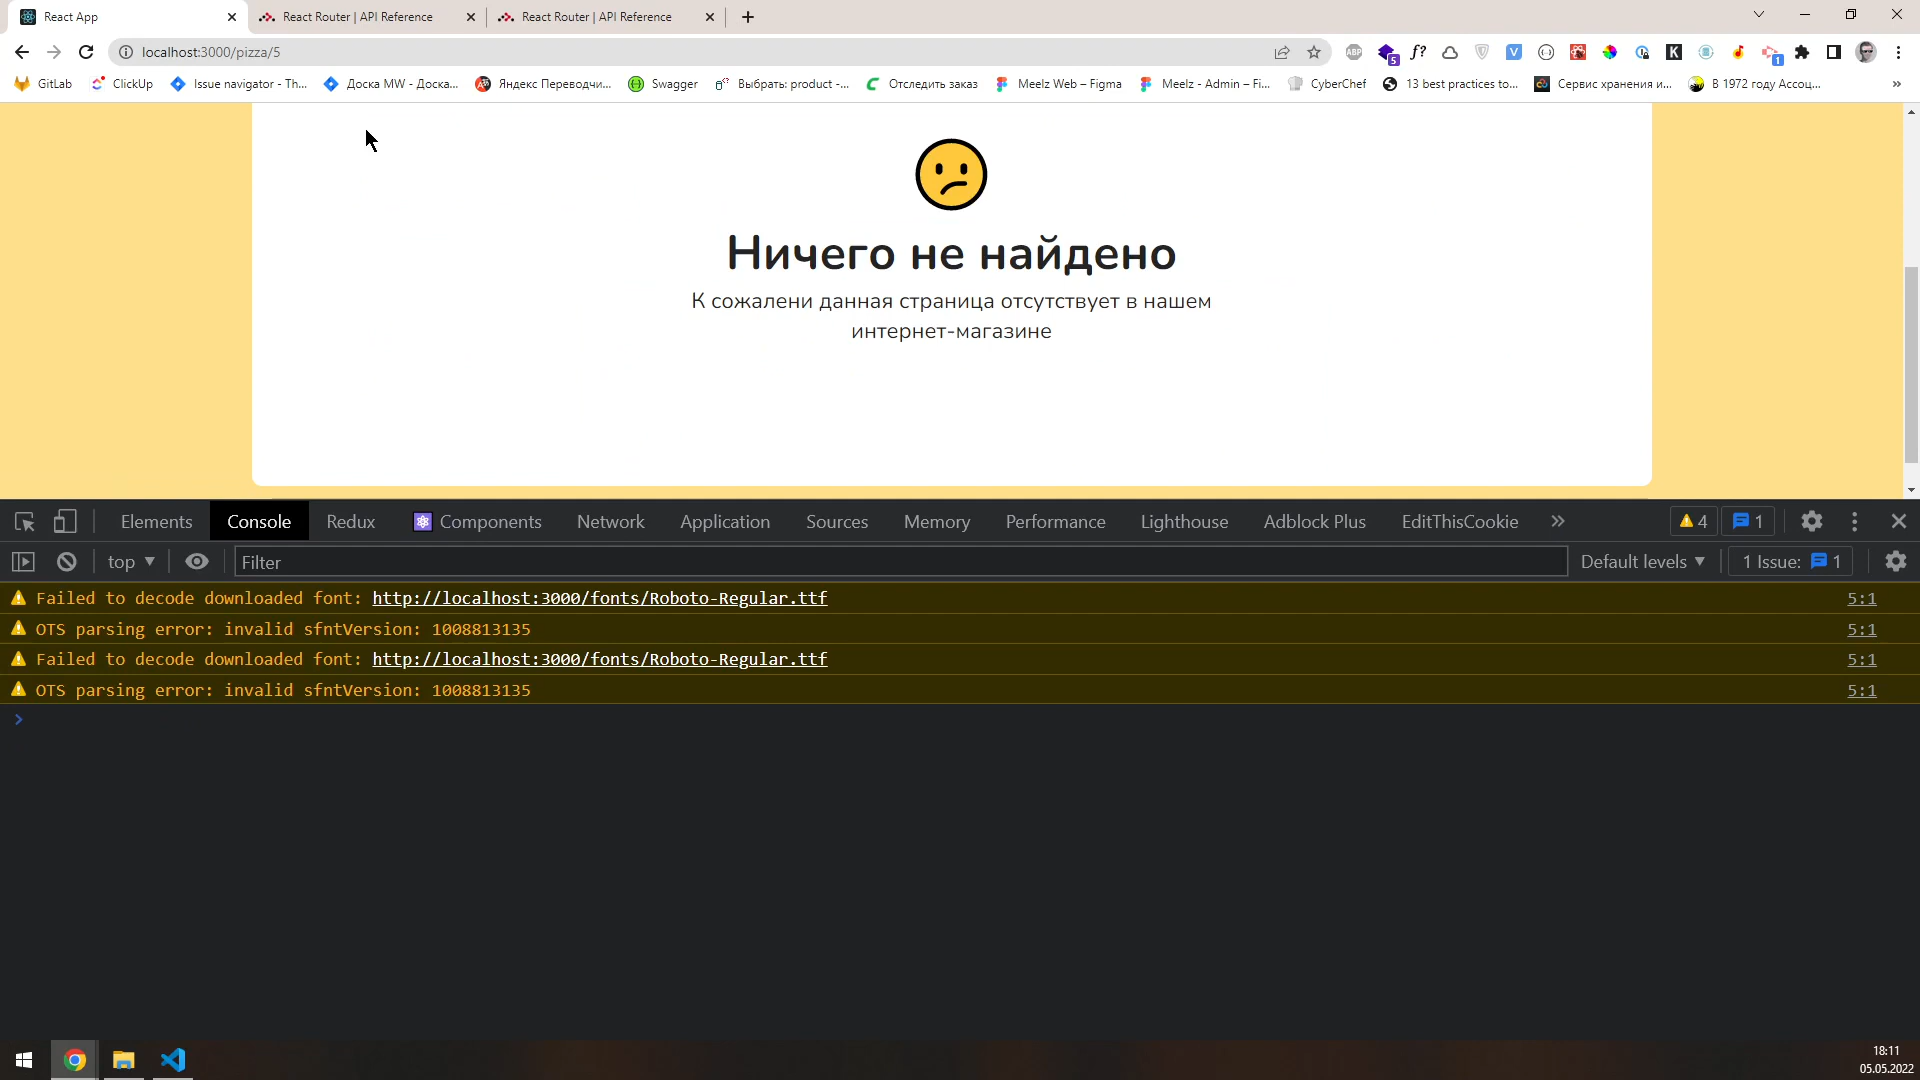 React App
React Router | API Reference
React Router | API Reference
localhost:3000/pizza/5
ABP
5
f?
V
K
1
GitLab
ClickUp
Issue navigator - Th...
Доска MW - Доска...
Яндекс Переводчи...
Swagger
Выбрать: product -...
Отследить заказ
Meelz Web – Figma
Meelz - Admin – Fi...
CyberChef
13 best practices to...
Сервис хранения и...
В 1972 году Ассоц...
Ничего не найдено
К сожалени данная страница отсутствует в нашем
интернет-магазине
Elements
Console
Redux
Components
Network
Application
Sources
Memory
Performance
Lighthouse
Adblock Plus
EditThisCookie
4
1
top
Filter
Default levels
1 Issue: 1
Failed to decode downloaded font: http://localhost:3000/fonts/Roboto-Regular.ttf 5:1
OTS parsing error: invalid sfntVersion: 1008813135 5:1
Failed to decode downloaded font: http://localhost:3000/fonts/Roboto-Regular.ttf 5:1
OTS parsing error: invalid sfntVersion: 1008813135 5:1
18:11
05.05.2022